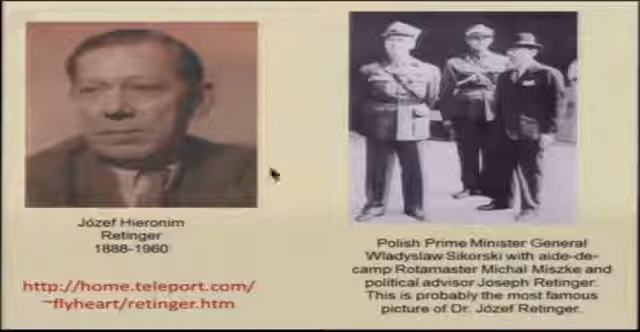 Józef Hieronim
Retinger
1888-1960
http://home.teleport.com/
~flyheart/retinger.htm
Polish Prime Minister General
Wladyslaw Sikorski with aide-de-
camp Rotamaster Michal Miszke and
political advisor Joseph Retinger.
This is probably the most famous
picture of Dr. Józef Retinger.